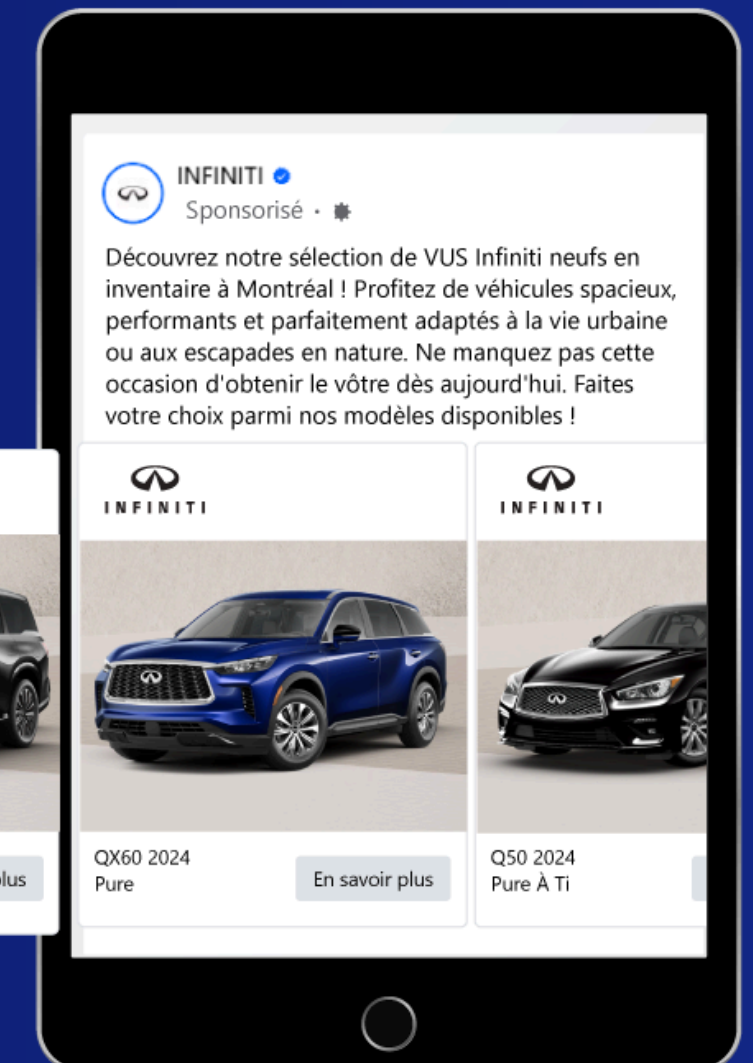 INFINITI
Sponsorisé ·
Découvrez notre sélection de VUS Infiniti neufs en
inventaire à Montréal ! Profitez de véhicules spacieux,
performants et parfaitement adaptés à la vie urbaine
ou aux escapades en nature. Ne manquez pas cette
occasion d'obtenir le vôtre dès aujourd'hui. Faites
votre choix parmi nos modèles disponibles !
INFINITI
INFINITI
lus
QX60 2024
Pure
En savoir plus
Q50 2024
Pure À Ti